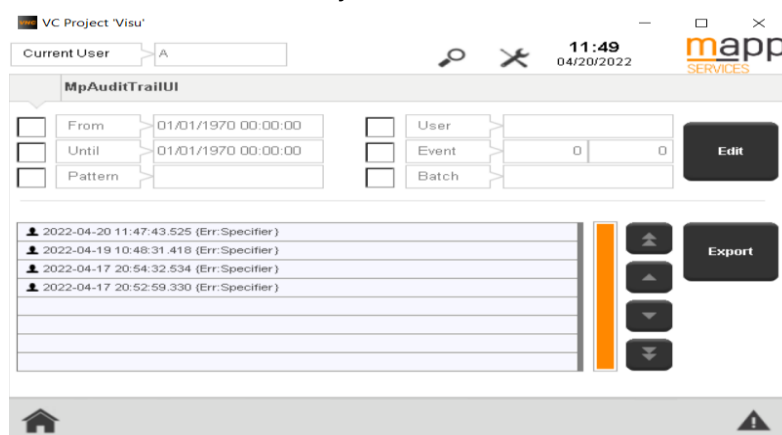 VC Project 'Visu'
Current User A 11:49 mapp
04/20/2022 SERVICES
MpAuditTrailUI
From 01/01/1970 00:00:00 User
Until 01/01/1970 00:00:00 Event 0 0 Edit
Pattern Batch
2022-04-20 11:47:43.525 (Err:Specifier)
2022-04-19 10:48:31.418 (Err:Specifier) Export
2022-04-17 20:54:32.534 (Err:Specifier)
2022-04-17 20:52:59.330 (Err:Specifier)